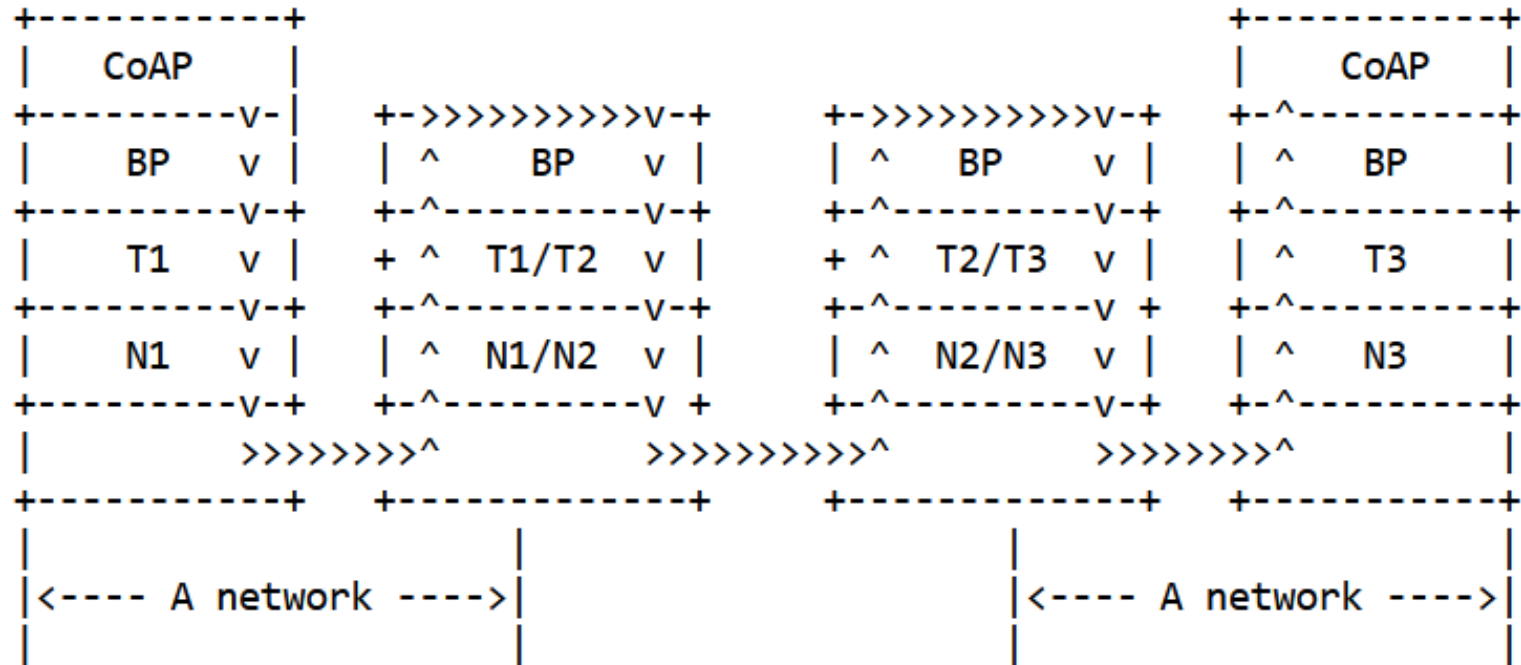 +-----------+                                         +-----------+
|   CoAP    |                                         |    CoAP   |
+---------v-|   +->>>>>>>>>>v-+     +->>>>>>>>>>v-+   +-^---------+
|    BP   v |   | ^    BP   v |     | ^   BP    v |   | ^   BP    |
+---------v-+   +-^---------v-+     +-^---------v-+   +-^---------+
|    T1   v |   + ^  T1/T2  v |     + ^  T2/T3  v |   | ^   T3    |
+---------v-+   +-^---------v-+     +-^---------v +   +-^---------+
|    N1   v |   | ^  N1/N2  v |     | ^  N2/N3  v |   | ^   N3    |
+---------v-+   +-^---------v +     +-^---------v-+   +-^---------+
|         >>>>>>>>^         >>>>>>>>>>^         >>>>>>>>^         |
+-----------+   +-------------+     +-------------+   +-----------+
|                     |                     |                     |
|<---- A network ---->|                     |<---- A network ---->|
|                     |                     |                     |